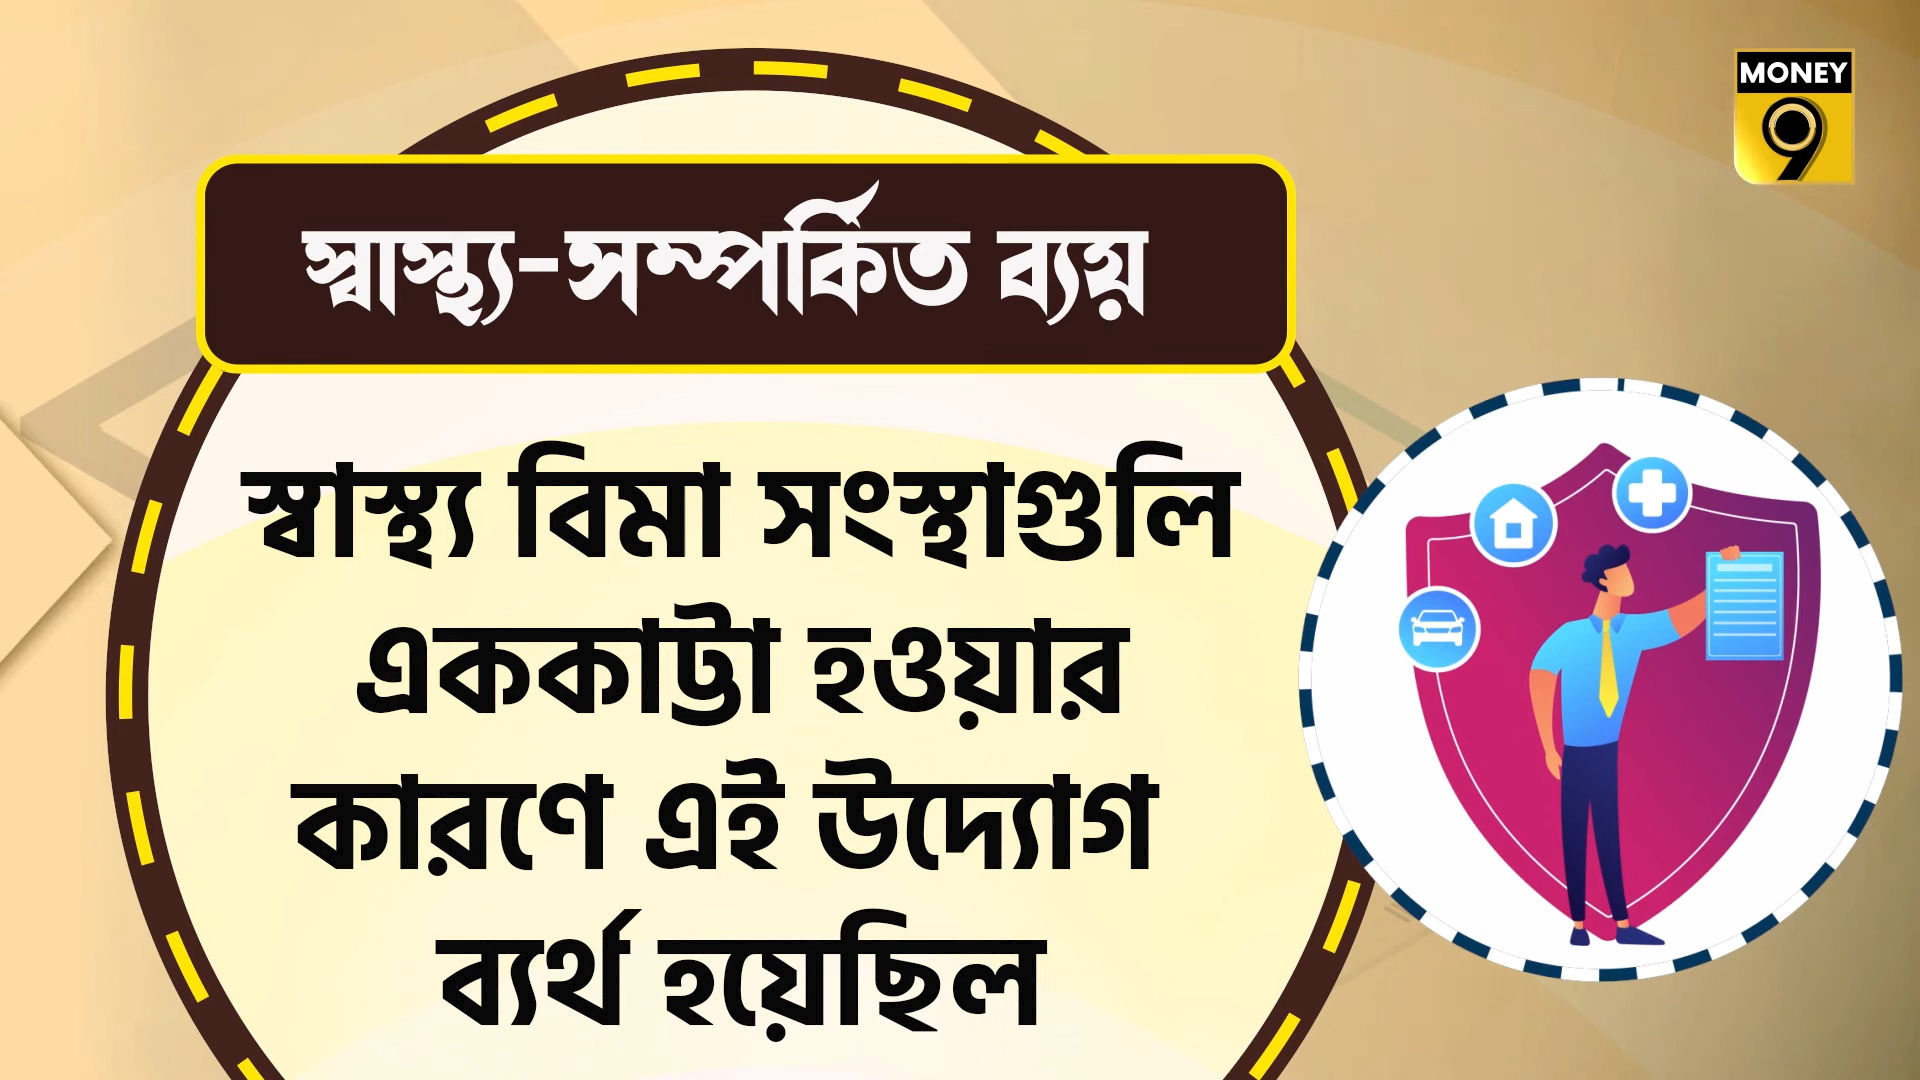 MONEY
9
স্বাস্থ্য-সম্পর্কিত ব্যয়
স্বাস্থ্য বিমা সংস্থাগুলি
এককাট্টা হওয়ার
কারণে এই উদ্যোগ
ব্যর্থ হয়েছিল